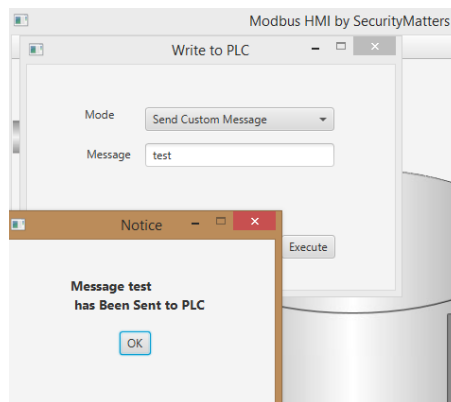 Modbus HMI by SecurityMatters
Write to PLC
Mode
Send Custom Message
Message
test
Execute
Notice
Message test
has Been Sent to PLC
OK